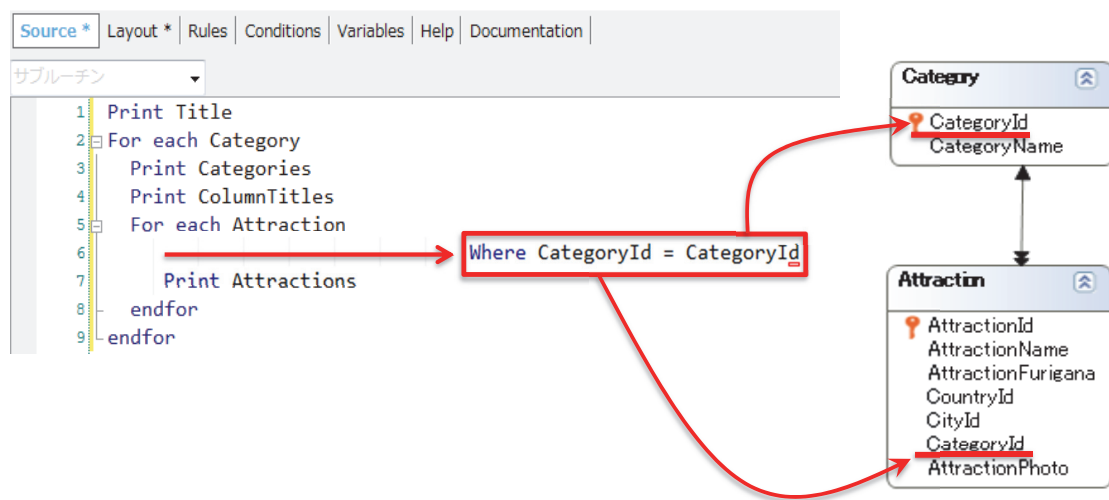 Source * Layout * Rules Conditions Variables Help Documentation
サブルーチン
1 Print Title
2 For each Category
3 Print Categories
4 Print ColumnTitles
5 For each Attraction
6 Where CategoryId = CategoryId
7 Print Attractions
8 endfor
9 endfor
Category
CategoryId
CategoryName
Attraction
AttractionId
AttractionName
AttractionFurigana
CountryId
CityId
CategoryId
AttractionPhoto